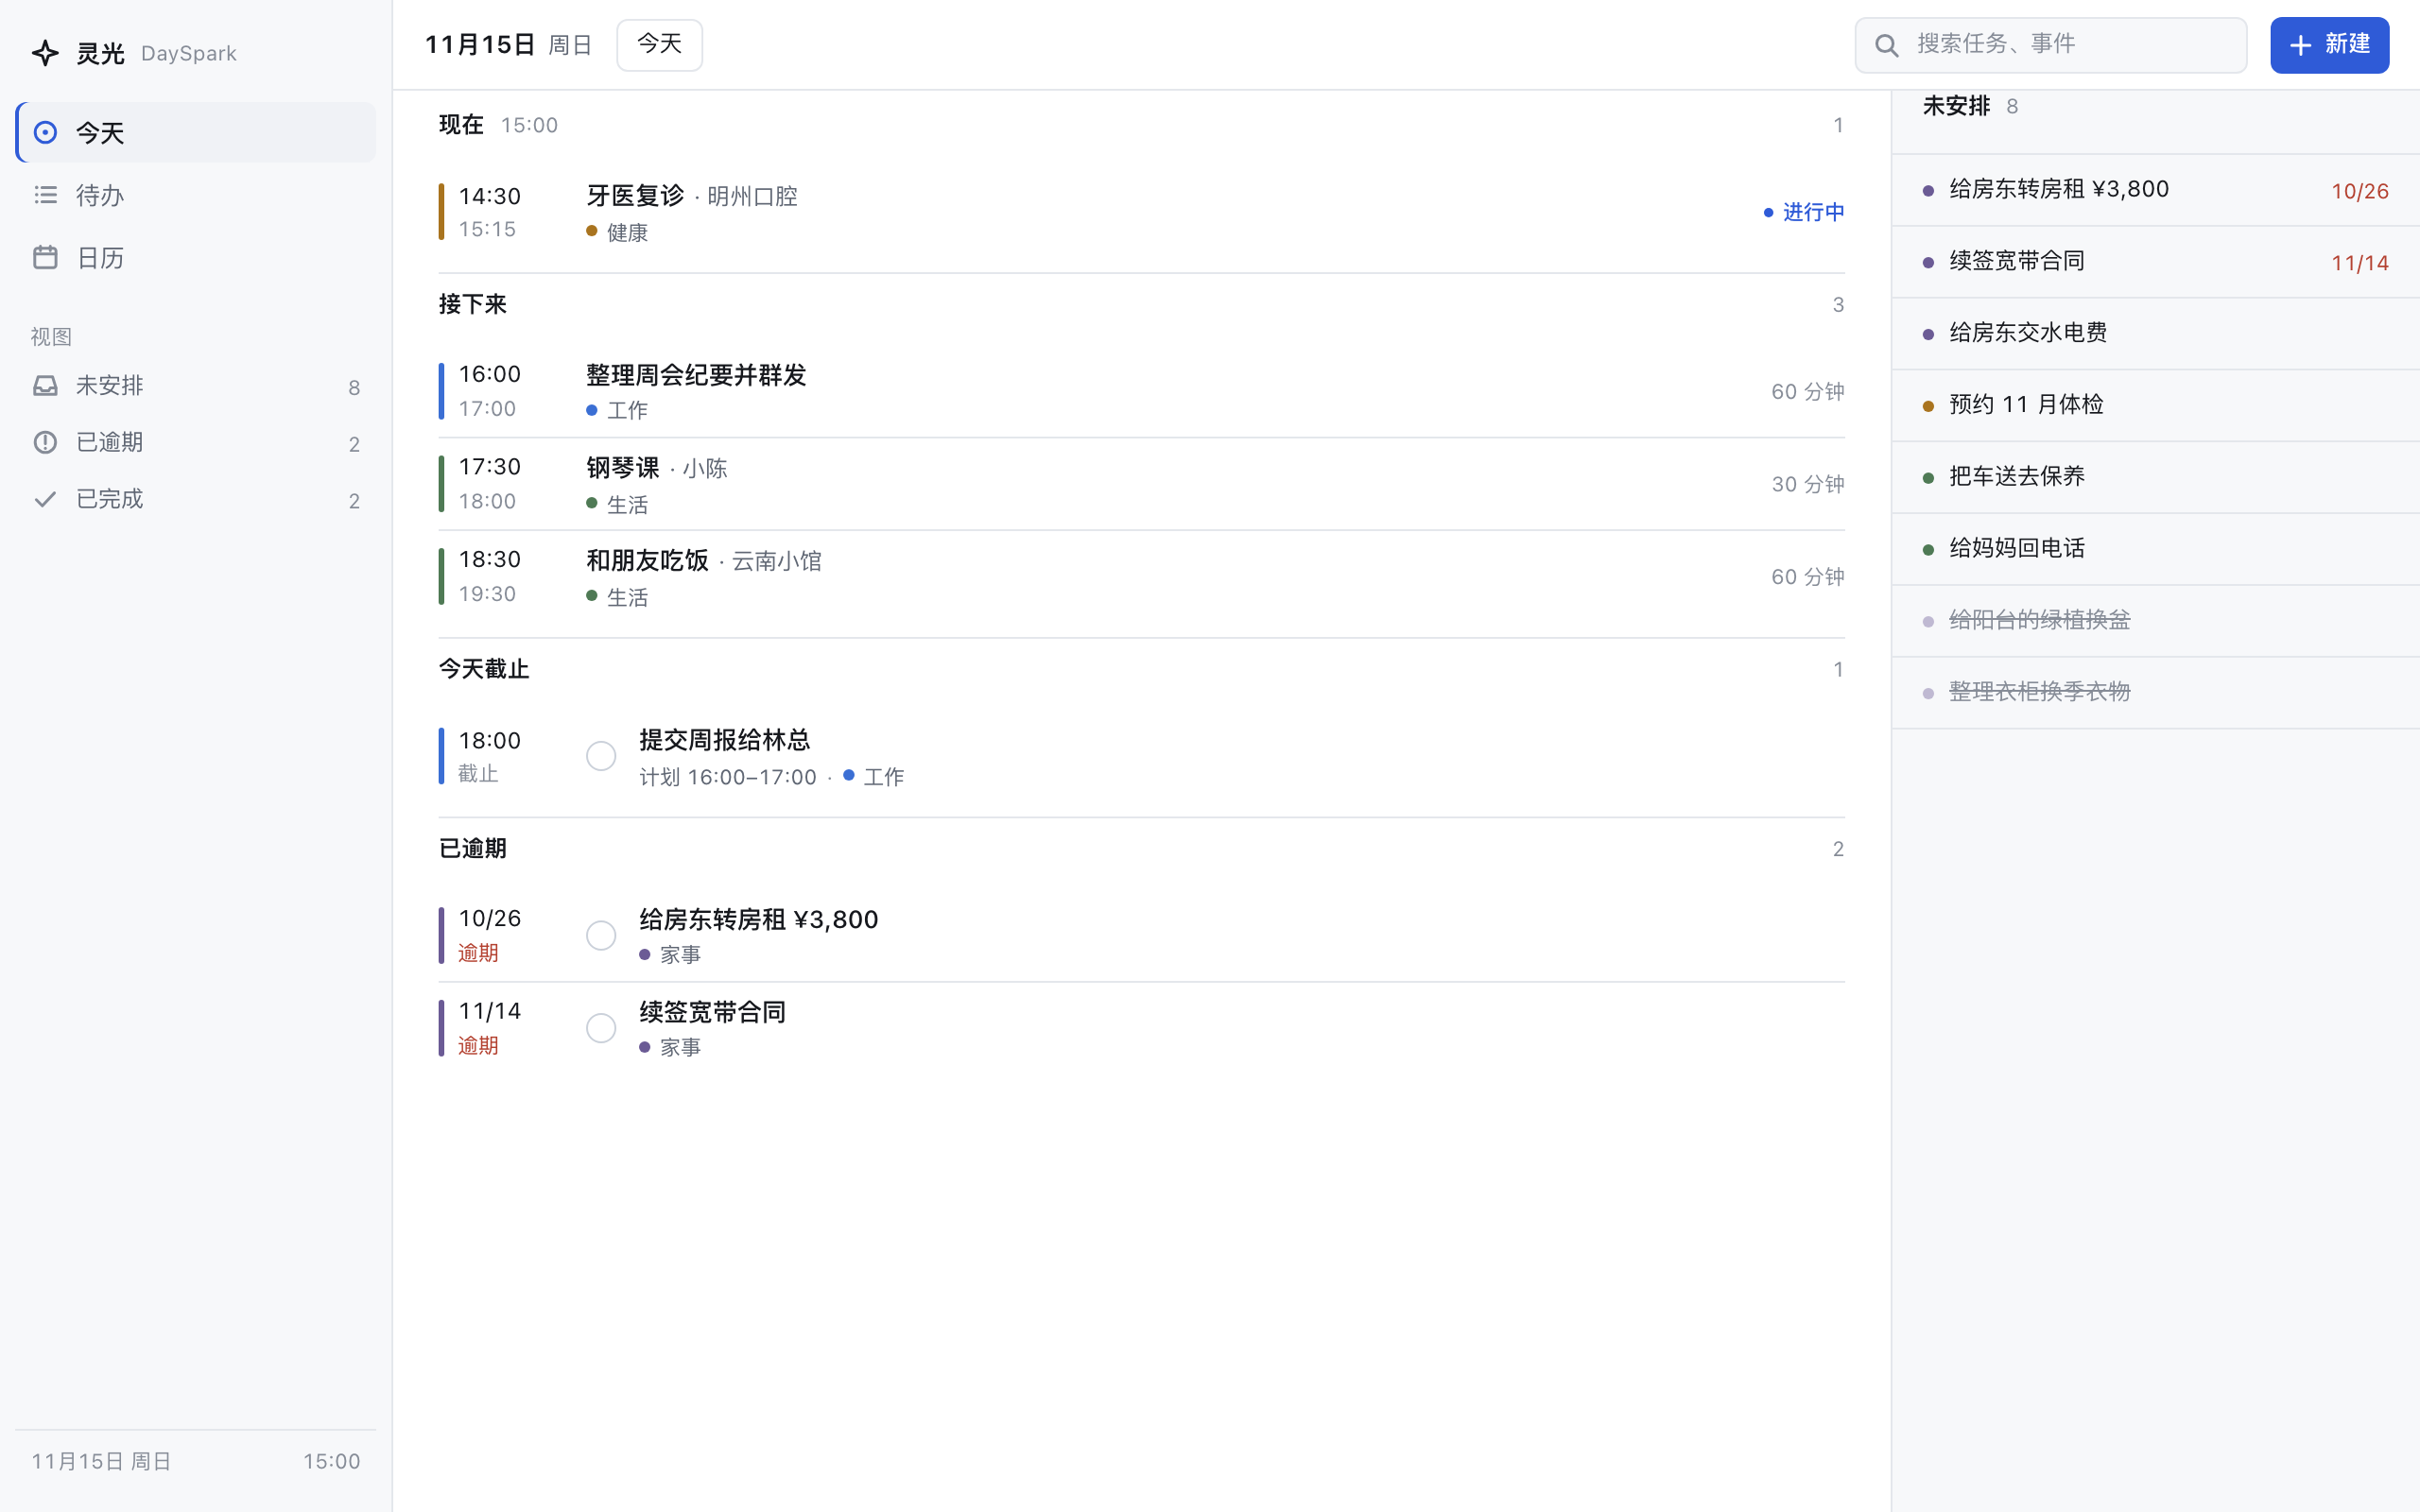 灵光 DaySpark
今天
待办
日历
视图
未安排 8
已逾期 2
已完成 2
11月15日 周日 15:00
11月15日 周日 今天
搜索任务、事件
新建
现在 15:00 1
14:30 牙医复诊 · 明州口腔
15:15 健康
进行中
接下来 3
16:00 整理周会纪要并群发
17:00 工作
60 分钟
17:30 钢琴课 · 小陈
18:00 生活
30 分钟
18:30 和朋友吃饭 · 云南小馆
19:30 生活
60 分钟
今天截止 1
18:00 提交周报给林总
截止 计划 16:00–17:00 · 工作
已逾期 2
10/26 给房东转房租 ¥3,800
逾期 家事
11/14 续签宽带合同
逾期 家事
未安排 8
给房东转房租 ¥3,800 10/26
续签宽带合同 11/14
给房东交水电费
预约 11 月体检
把车送去保养
给妈妈回电话
给阳台的绿植换盆
整理衣柜换季衣物